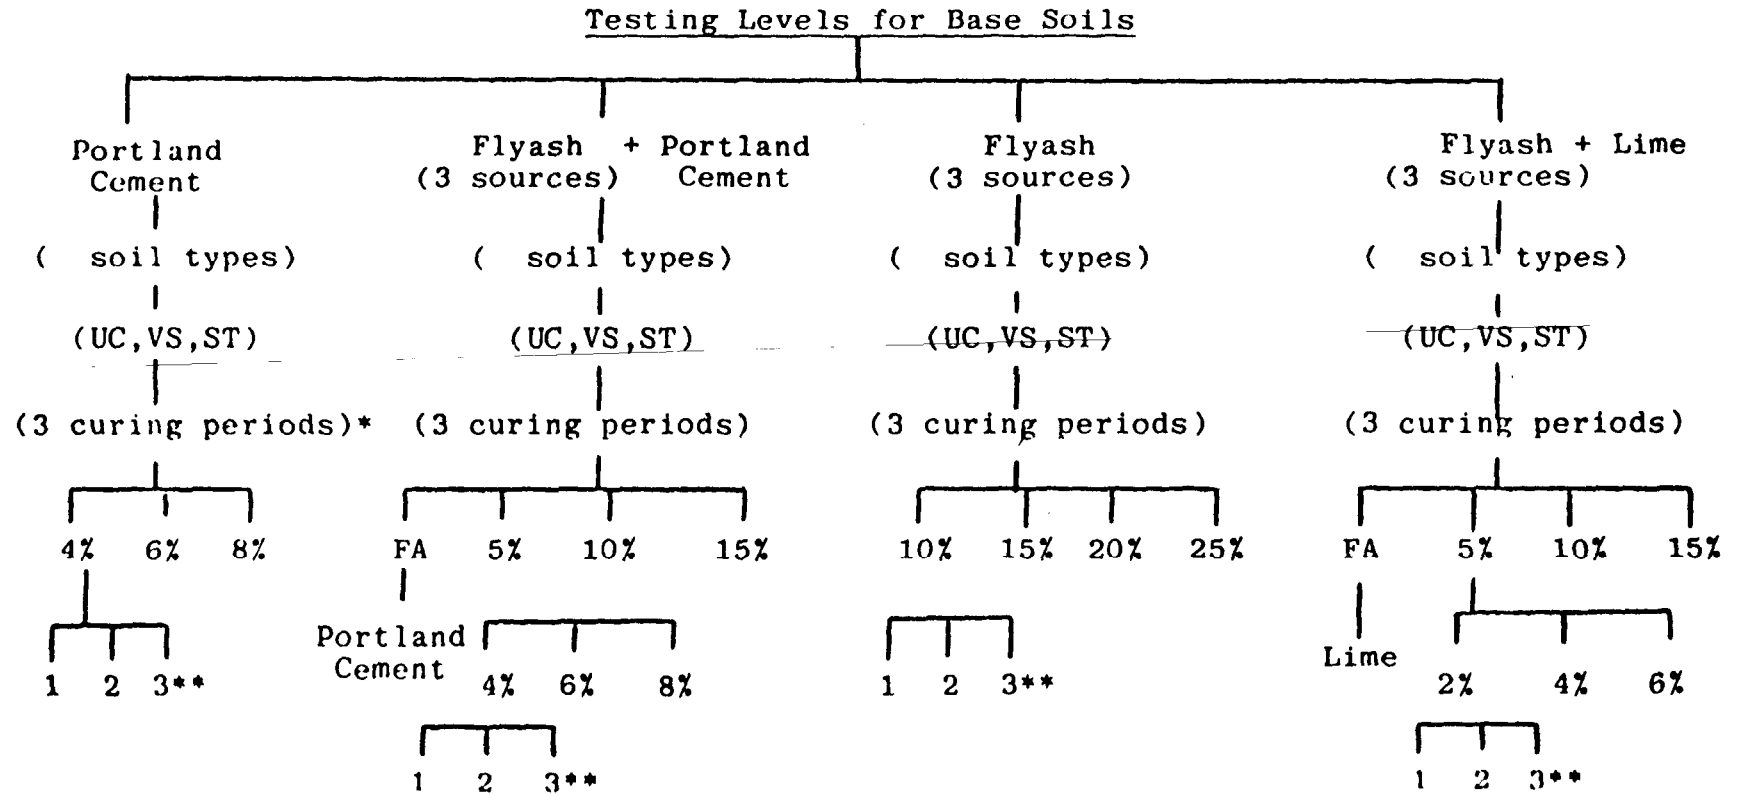 Testing Levels for Base Soils
Portland Cement
Flyash + Portland
(3 sources) Cement
Flyash
(3 sources)
Flyash + Lime
(3 sources)
( soil types)
( soil types)
( soil types)
( soil types)
(UC,VS,ST)
(UC,VS,ST)
(UC,VS,ST)
(UC,VS,ST)
(3 curing periods)*
(3 curing periods)
(3 curing periods)
(3 curing periods)
4% 6% 8%
FA 5% 10% 15%
10% 15% 20% 25%
FA 5% 10% 15%
1 2 3**
Portland
Cement
4% 6% 8%
1 2 3**
Lime
2% 4% 6%
1 2 3**
1 2 3**